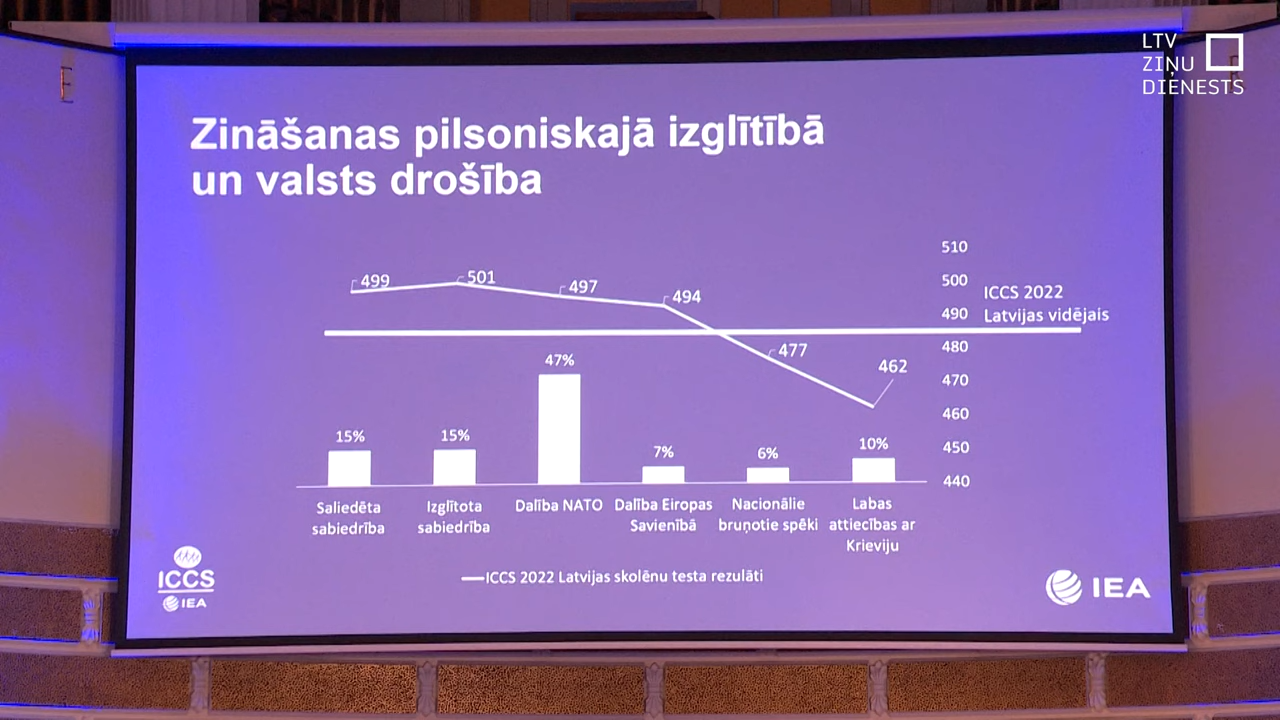 LTV
ZIŅU
DIENESTS
Zināšanas pilsoniskajā izglītībā
un valsts drošība
510
500
490
480
470
460
450
440
ICCS 2022
Latvijas vidējais
499
501
497
494
477
462
15%
15%
47%
7%
6%
10%
Saliedēta
sabiedrība
Izglītota
sabiedrība
Dalība NATO
Dalība Eiropas
Savienībā
Nacionālie
bruņotie spēki
Labas
attiecības ar
Krieviju
ICCS 2022 Latvijas skolēnu testa rezulāti
ICCS
IEA
IEA
E